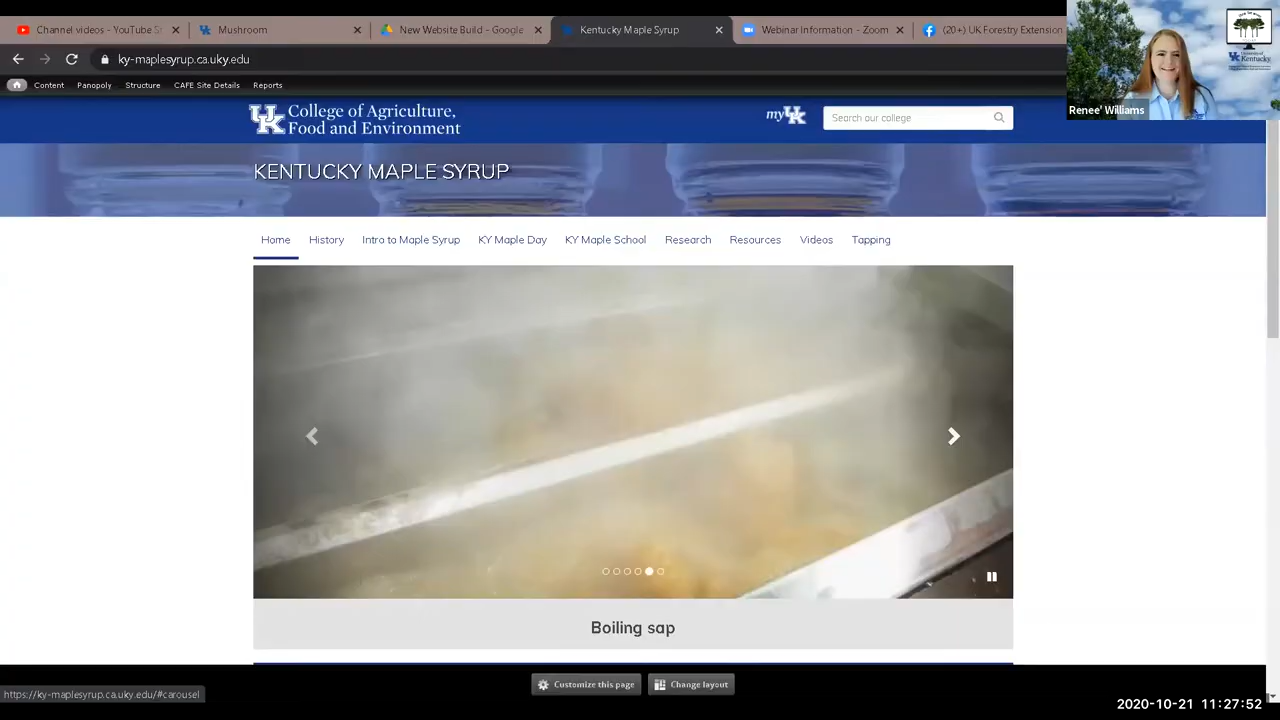 Channel videos - YouTube S
Mushroom
New Website Build - Google
Kentucky Maple Syrup
Webinar Information - Zoom
(20+) UK Forestry Extension
ky-maplesyrup.ca.uky.edu
Content Panopoly Structure CAFE Site Details Reports
UK College of Agriculture,
Food and Environment
myUK
Search our college
Renee' Williams
KENTUCKY MAPLE SYRUP
Home History Intro to Maple Syrup KY Maple Day KY Maple School Research Resources Videos Tapping
Boiling sap
Customize this page Change layout
https://ky-maplesyrup.ca.uky.edu/#carousel
2020-10-21 11:27:52